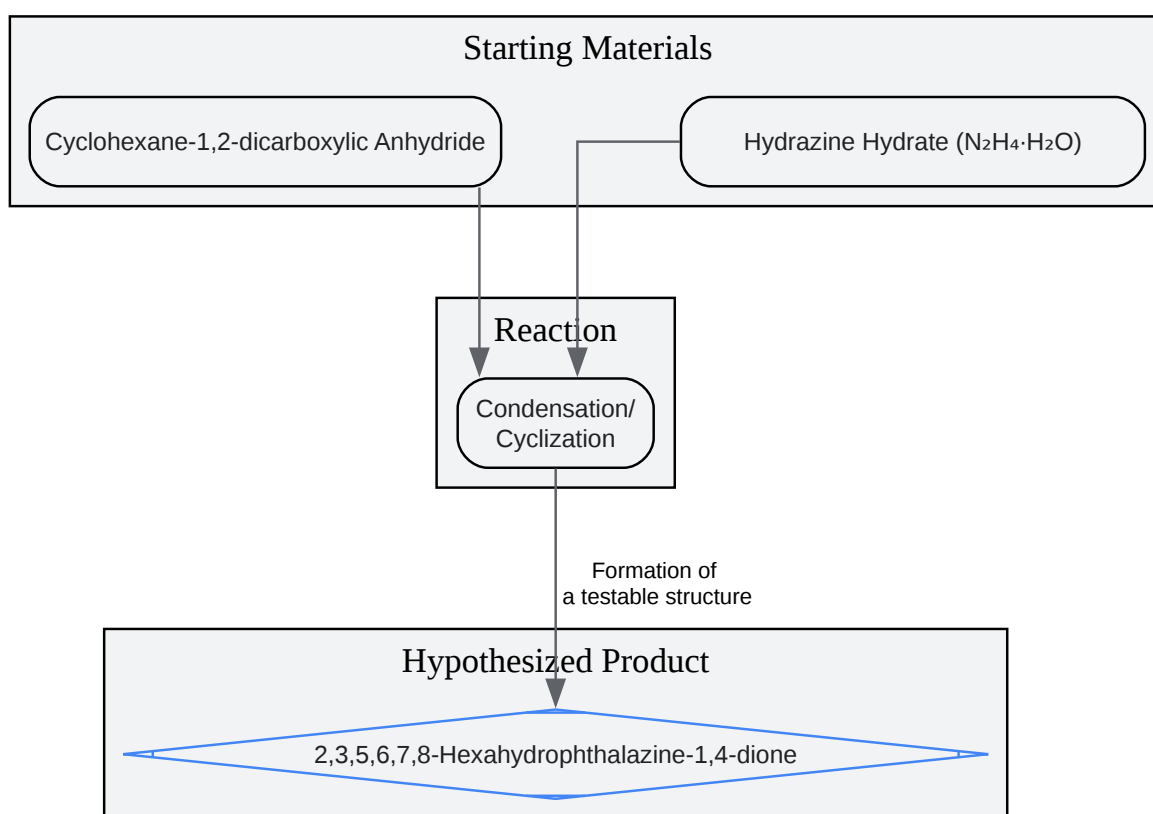 Starting Materials
Cyclohexane-1,2-dicarboxylic Anhydride
Hydrazine Hydrate (N₂H₄·H₂O)
Reaction
Condensation/
Cyclization
Formation of
a testable structure
Hypothesized Product
2,3,5,6,7,8-Hexahydrophthalazine-1,4-dione